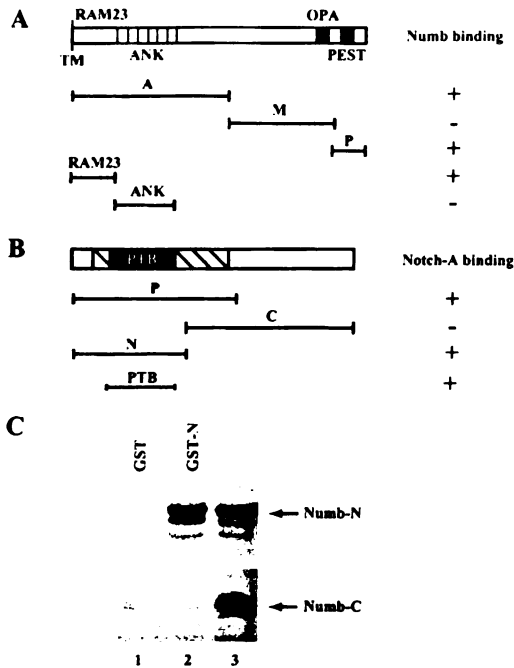 A
RAM23
OPA
Numb binding
TM
ANK
PEST
A
+
M
-
P
+
RAM23
+
ANK
-
B
PTB
Notch-A binding
P
+
C
-
N
+
PTB
+
C
GST
GST-N
Numb-N
Numb-C
1 2 3